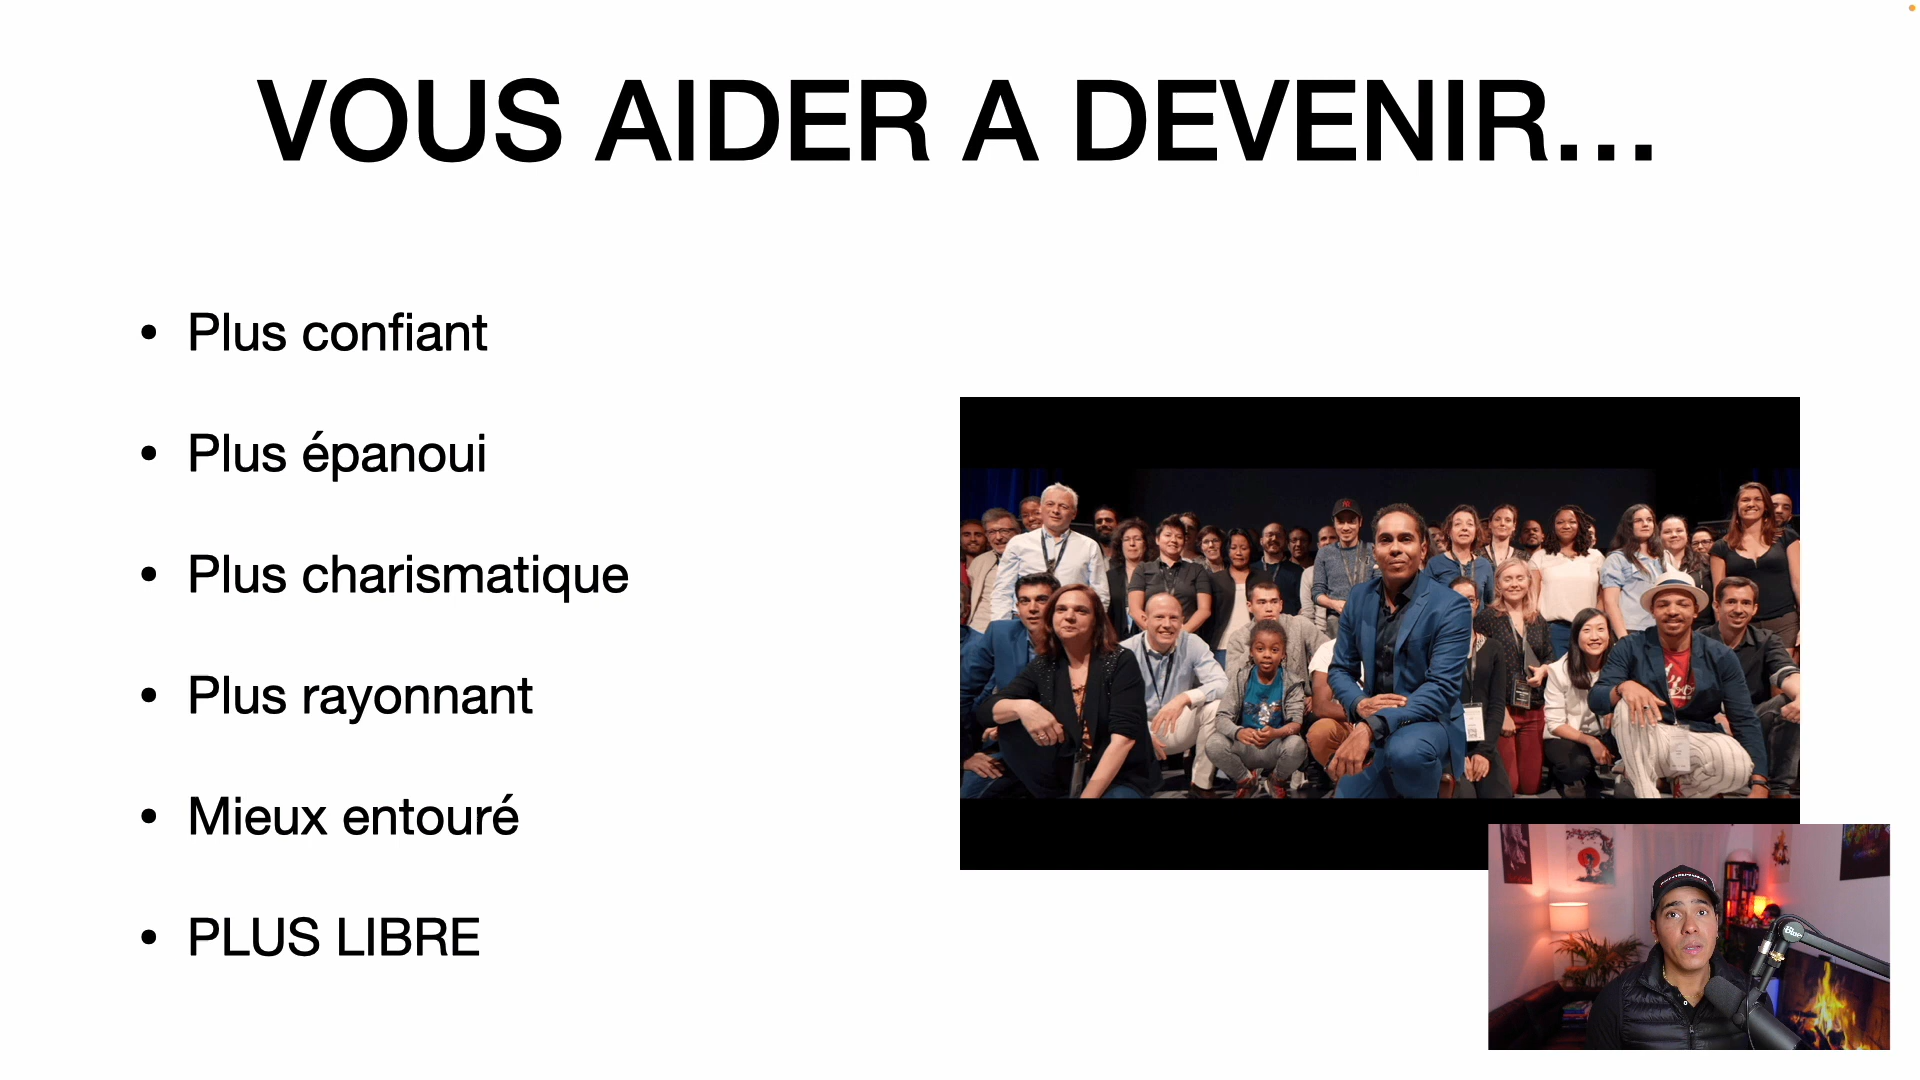 VOUS AIDER A DEVENIR…
• Plus confiant
• Plus épanoui
• Plus charismatique
• Plus rayonnant
• Mieux entouré
• PLUS LIBRE